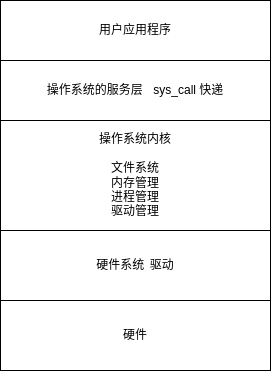 用户应用程序
操作系统的服务层 sys_call 快递
操作系统内核
文件系统
内存管理
进程管理
驱动管理
硬件系统 驱动
硬件